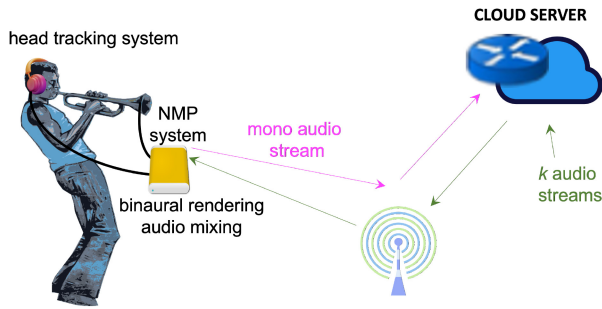 CLOUD SERVER
head tracking system
NMP
system
mono audio
stream
k audio
streams
binaural rendering
audio mixing